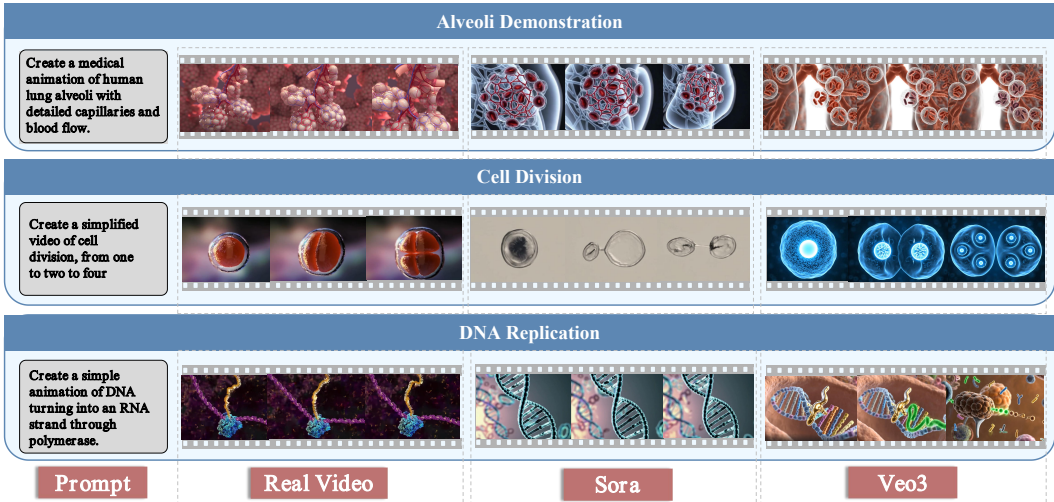 Alveoli Demonstration
Create a medical
animation of human
lung alveoli with
detailed capillaries and
blood flow.
Cell Division
Create a simplified
video of cell
division, from one
to two to four
DNA Replication
Create a simple
animation of DNA
turning into an RNA
strand through
polymerase.
Prompt
Real Video
Sora
Veo3